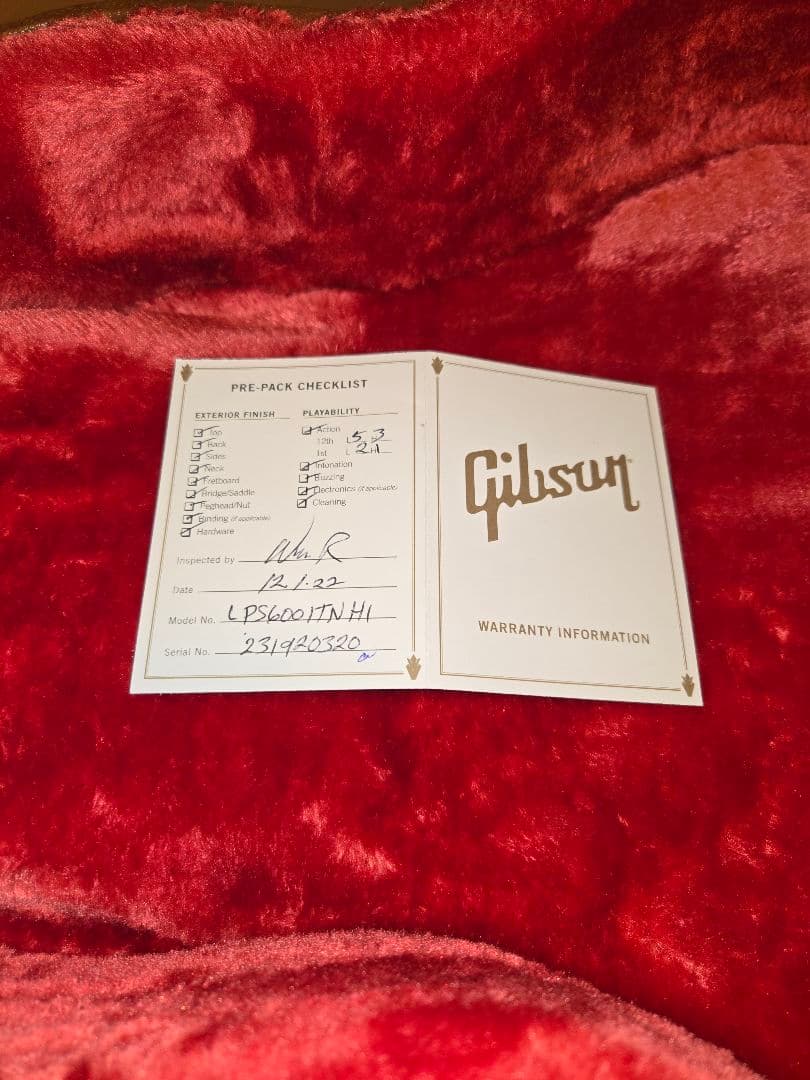 PRE-PACK CHECKLIST
EXTERIOR FINISH
Top
Back
Sides
Neck
Fretboard
Bridge/Saddle
Peghead/Nut
Binding (if applicable)
Hardware
PLAYABILITY
Action
12th L 5 H 3
1st L 2 H 1
Intonation
Buzzing
Electronics (if applicable)
Cleaning
Inspected by
Date 12.1.22
Model No. LPS6001TNH1
Serial No. 231920320
Gibson
WARRANTY INFORMATION